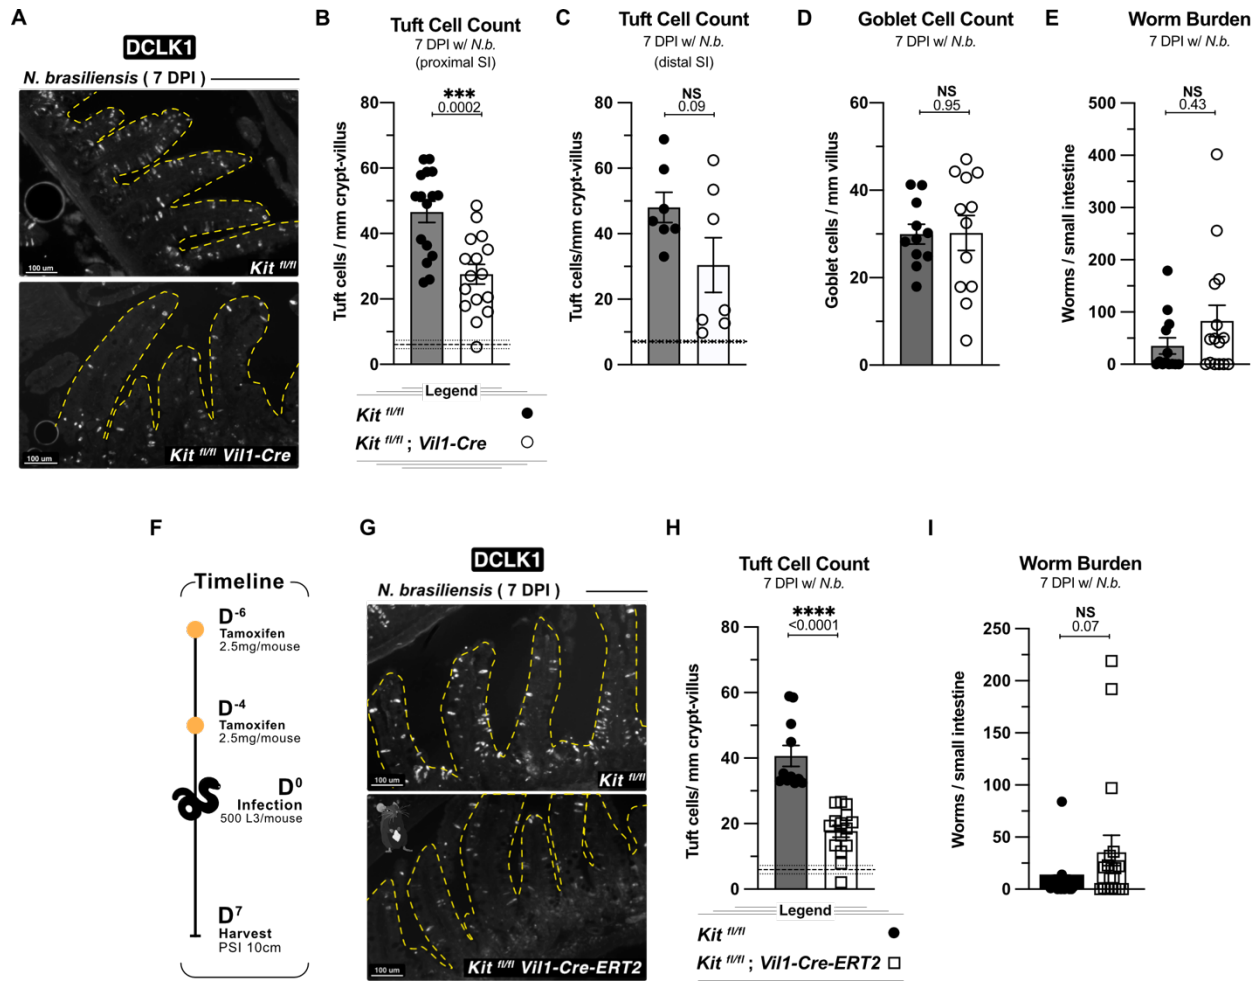 A
DCLK1
N. brasiliensis ( 7 DPI )
100 um
Kit fl/fl
100 um
Kit fl/fl Vil1-Cre
B
Tuft Cell Count
7 DPI w/ N.b.
(proximal SI)
***
0.0002
Tuft cells / mm crypt-villus
80
60
40
20
0
Legend
Kit fl/fl
Kit fl/fl ; Vil1-Cre
C
Tuft Cell Count
7 DPI w/ N.b.
(distal SI)
NS
0.09
Tuft cells/mm crypt-villus
80
60
40
20
0
D
Goblet Cell Count
7 DPI w/ N.b.
NS
0.95
Goblet cells / mm villus
60
40
20
0
E
Worm Burden
7 DPI w/ N.b.
NS
0.43
Worms / small intestine
500
400
300
200
100
0
F
Timeline
D-6
Tamoxifen
2.5mg/mouse
D-4
Tamoxifen
2.5mg/mouse
D0
Infection
500 L3/mouse
D7
Harvest
PSI 10cm
G
DCLK1
N. brasiliensis ( 7 DPI )
100 um
Kit fl/fl
100 um
Kit fl/fl Vil1-Cre-ERT2
H
Tuft Cell Count
7 DPI w/ N.b.
****
<0.0001
Tuft cells/ mm crypt-villus
80
60
40
20
0
Legend
Kit fl/fl
Kit fl/fl ; Vil1-Cre-ERT2
I
Worm Burden
7 DPI w/ N.b.
NS
0.07
Worms / small intestine
250
200
150
100
50
0